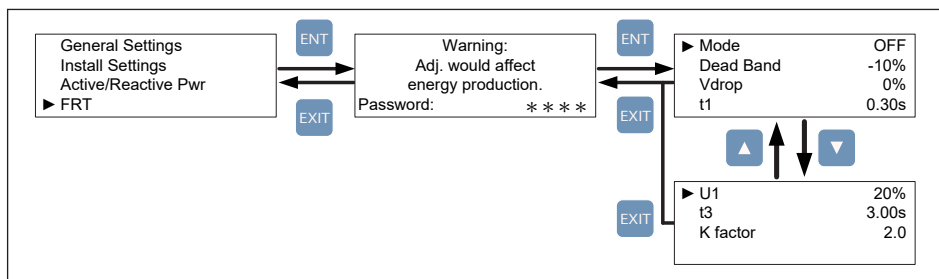 General Settings
Install Settings
Active/Reactive Pwr
► FRT
ENT
EXIT
Warning:
Adj. would affect
energy production.
Password: ****
ENT
EXIT
► Mode OFF
Dead Band -10%
Vdrop 0%
t1 0.30s
▲ ▼
EXIT
► U1 20%
t3 3.00s
K factor 2.0